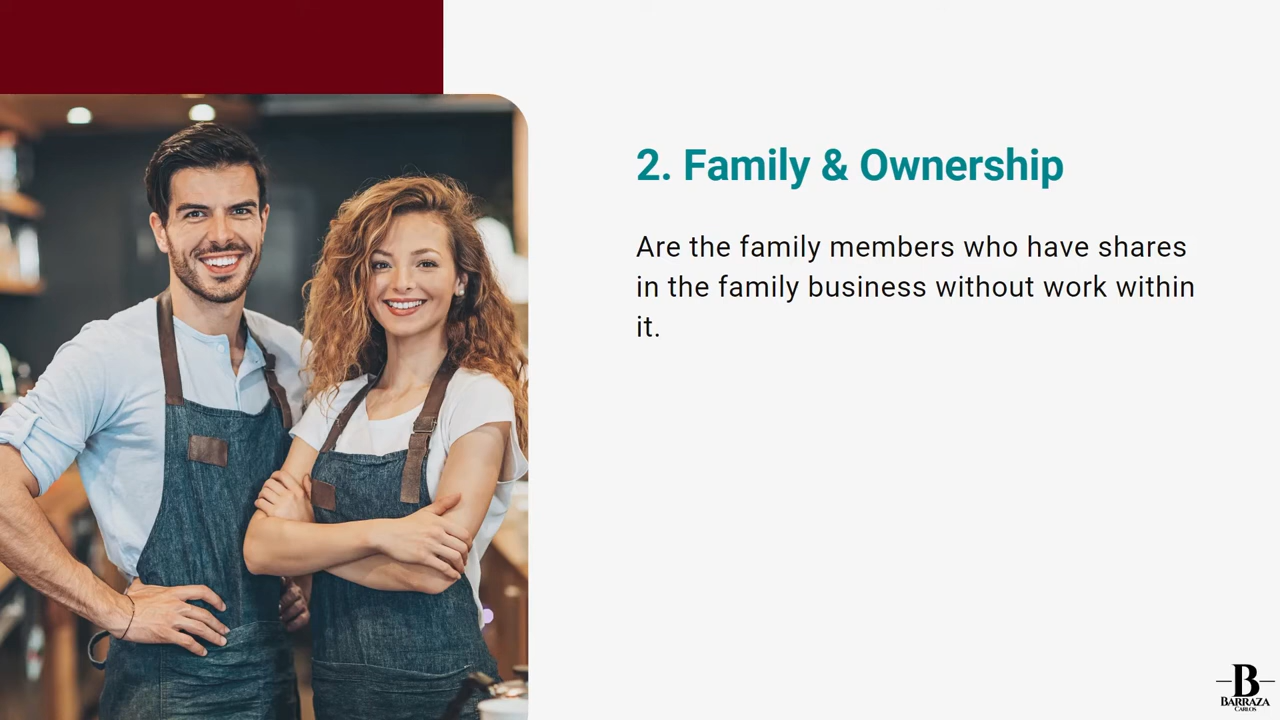 2. Family & Ownership
Are the family members who have shares
in the family business without work within
it.
B
BARRAZA
CARLOS